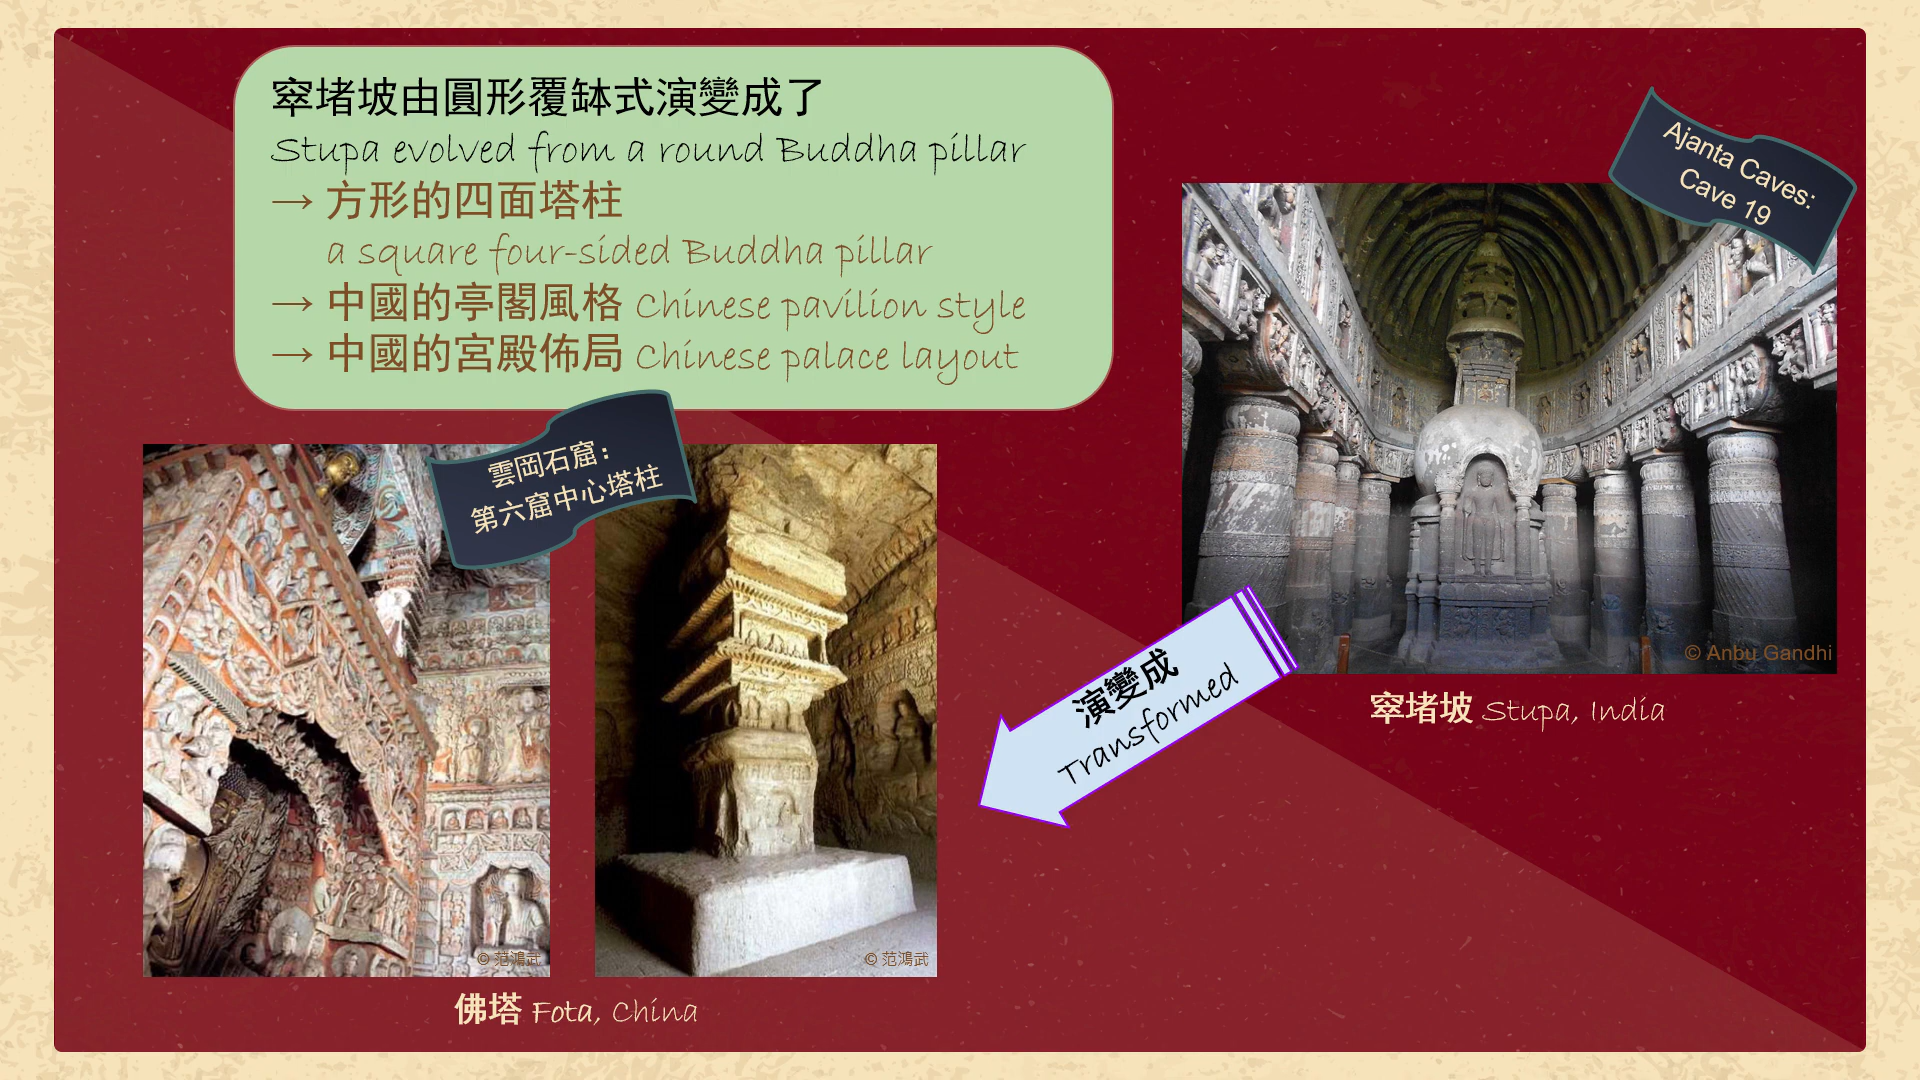 窣堵坡由圓形覆缽式演變成了
Stupa evolved from a round Buddha pillar
→ 方形的四面塔柱
a square four-sided Buddha pillar
→ 中國的亭閣風格 Chinese pavilion style
→ 中國的宮殿佈局 Chinese palace layout
Ajanta Caves:
Cave 19
© Anbu Gandhi
窣堵坡 Stupa, India
演變成
Transformed
雲岡石窟:
第六窟中心塔柱
© 范鴻武
© 范鴻武
佛塔 Fota, China